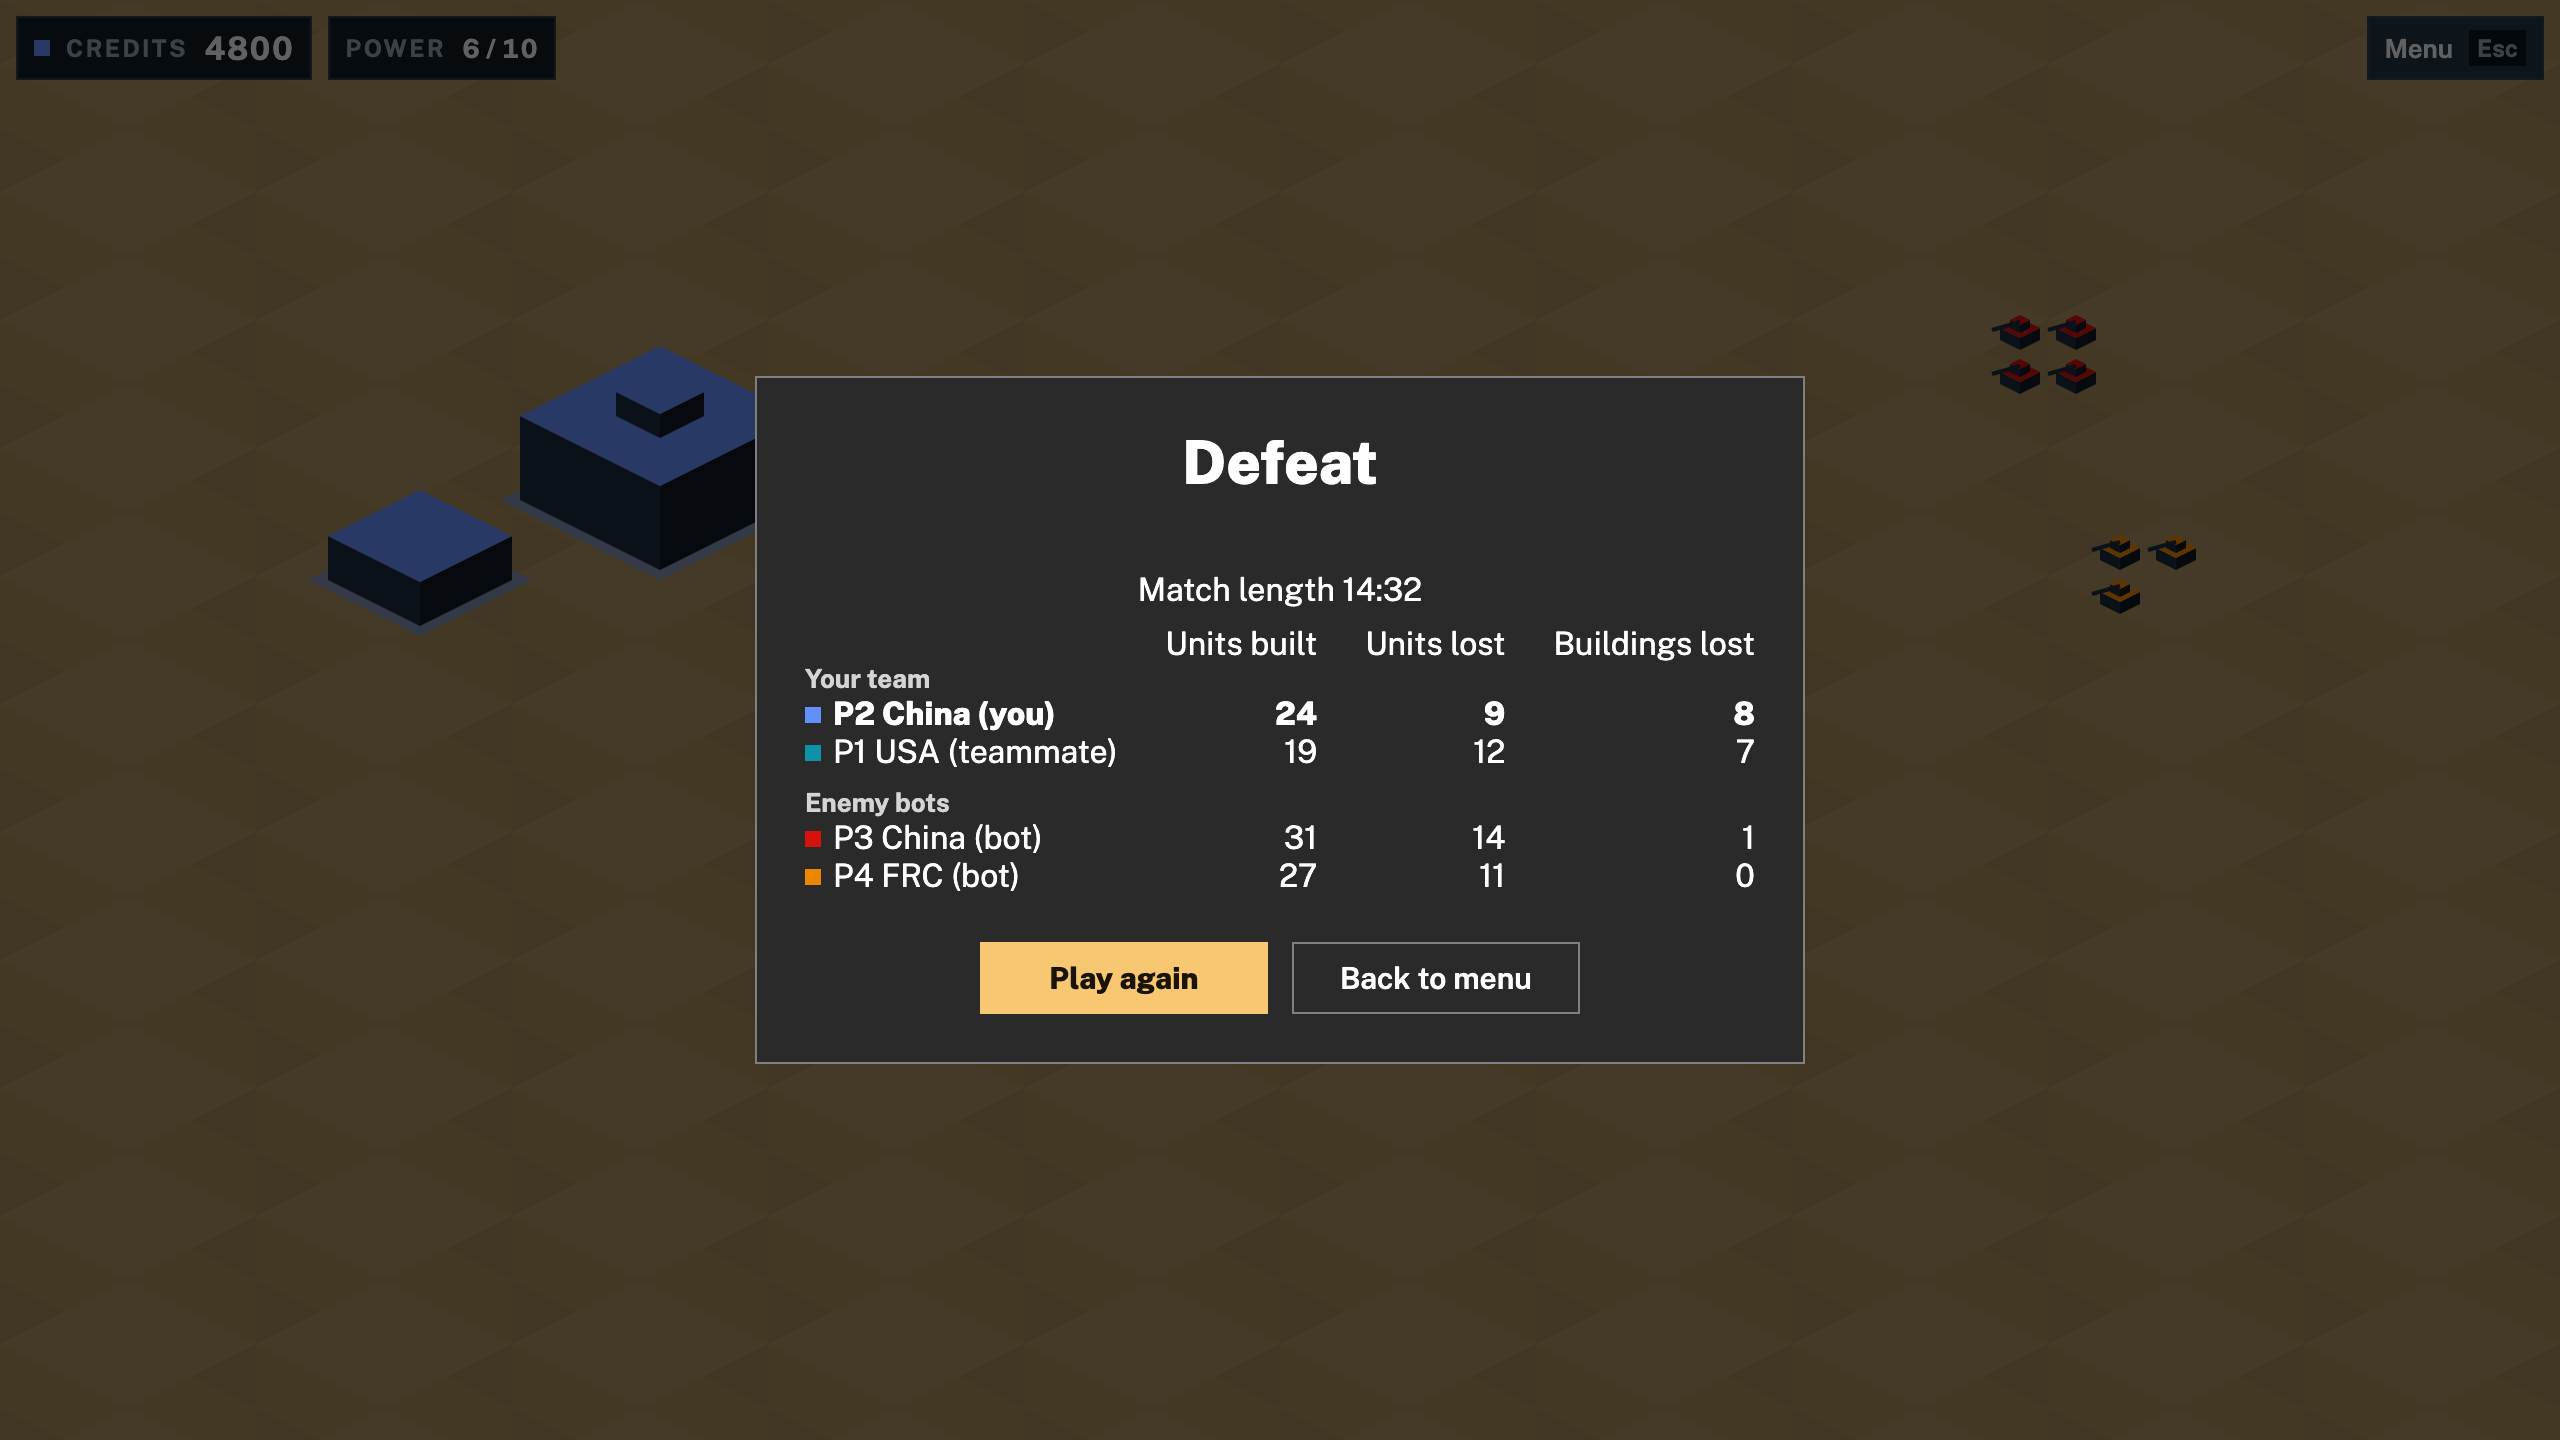 CREDITS 4800 POWER 6/10 Menu Esc
Defeat
Match length 14:32
Units built Units lost Buildings lost
Your team
P2 China (you) 24 9 8
P1 USA (teammate) 19 12 7
Enemy bots
P3 China (bot) 31 14 1
P4 FRC (bot) 27 11 0
Play again Back to menu